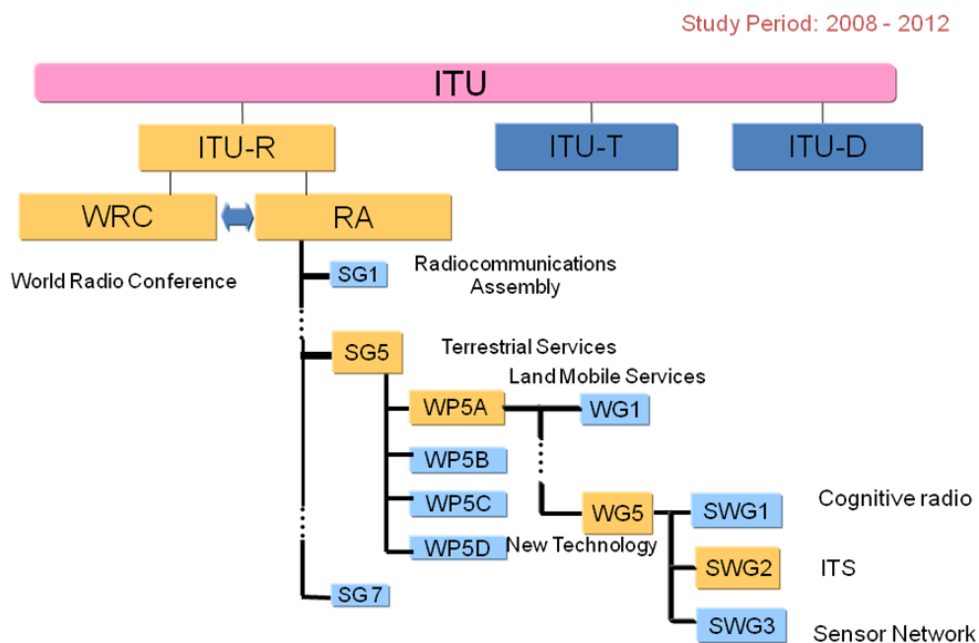 Study Period: 2008 - 2012
ITU
ITU-R
ITU-T
ITU-D
WRC
RA
World Radio Conference
SG1
Radiocommunications
Assembly
SG5
Terrestrial Services
Land Mobile Services
WP5A
WG1
WP5B
WP5C
WP5D
WG5
New Technology
SWG1
Cognitive radio
SWG2
ITS
SG7
SWG3
Sensor Network